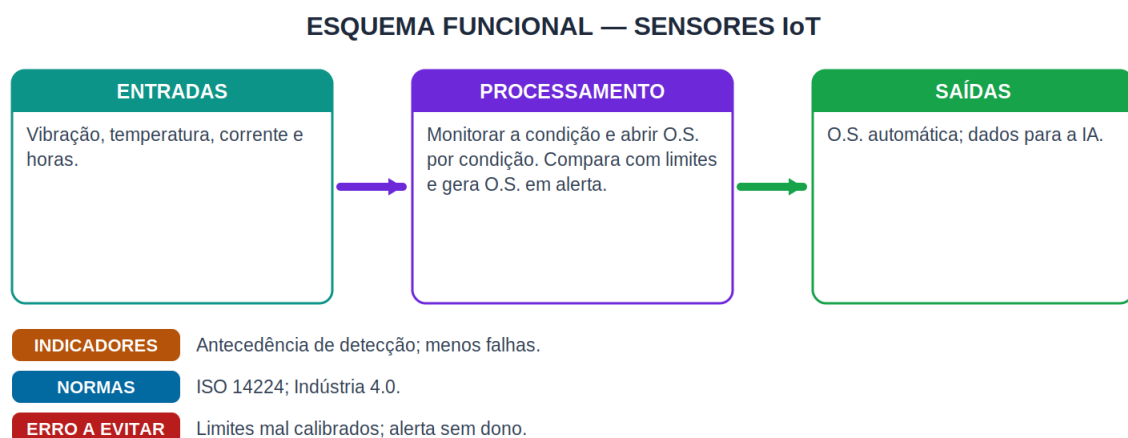 ESQUEMA FUNCIONAL — SENSORES IoT
ENTRADAS
Vibração, temperatura, corrente e
horas.
PROCESSAMENTO
Monitorar a condição e abrir O.S.
por condição. Compara com limites
e gera O.S. em alerta.
SAÍDAS
O.S. automática; dados para a IA.
INDICADORES
Antecedência de detecção; menos falhas.
NORMAS
ISO 14224; Indústria 4.0.
ERRO A EVITAR
Limites mal calibrados; alerta sem dono.